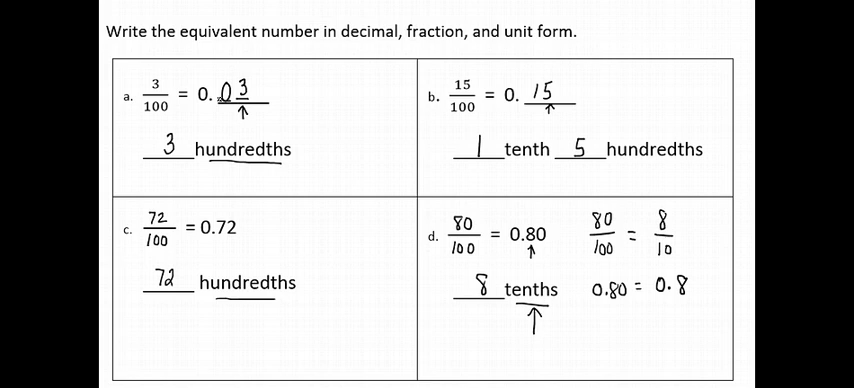 Write the equivalent number in decimal, fraction, and unit form.
a. 3/100 = 0.03
3 hundredths
b. 15/100 = 0.15
1 tenth 5 hundredths
c. 72/100 = 0.72
72 hundredths
d. 80/100 = 0.80 80/100 = 8/10
8 tenths 0.80 = 0.8